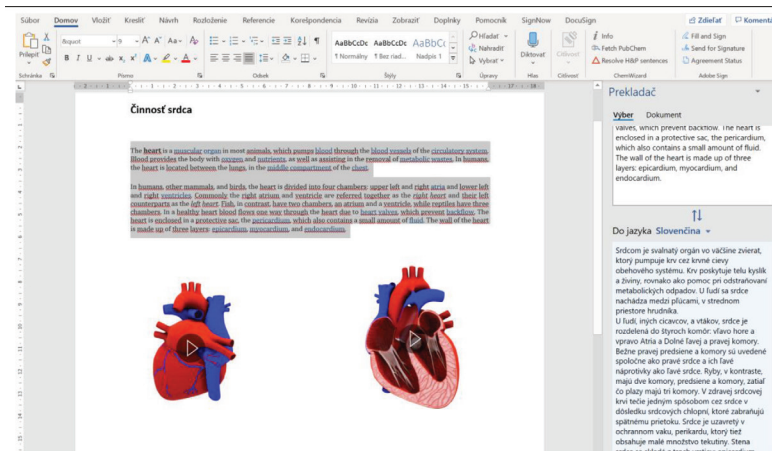 Súbor Domov Vložiť Kresliť Návrh Rozloženie Referencie Korešpondencia Revízia Zobraziť Doplnky Pomocník SignNow DocuSign Zdieľať Komentá
Prilepiť
Bizquct 9
Hľadať
Nahradiť
Vybrať
AaBbCcDc AaBbCcDc AaBbCc
¶ Normálny ¶ Bez riad... Nadpis 1
Diktovať
Citlivosť
Info
Fetch PubChem
Resolve H&P sentences
Fill and Sign
Send for Signature
Agreement Status
Schránka Písmo Odsek Štýly Úpravy Hlas Citlivosť ChemWizard Adobe Sign
Činnosť srdca
The heart is a muscular organ in most animals, which pumps blood through the blood vessels of the circulatory system.
Blood provides the body with oxygen and nutrients, as well as assisting in the removal of metabolic wastes. In humans,
the heart is located between the lungs, in the middle compartment of the chest.
In humans, other mammals, and birds, the heart is divided into four chambers: upper left and right atria and lower left
and right ventricles. Commonly the right atrium and ventricle are referred together as the right heart and their left
counterparts as the left heart. Fish, in contrast, have two chambers, an atrium and a ventricle, while reptiles have three
chambers. In a healthy heart blood flows one way through the heart due to heart valves, which prevent backflow. The
heart is enclosed in a protective sac, the pericardium, which also contains a small amount of fluid. The wall of the heart
is made up of three layers: epicardium, myocardium, and endocardium.
Prekladač
Výber Dokument
valves, which prevent backflow. The heart is
enclosed in a protective sac, the pericardium,
which also contains a small amount of fluid.
The wall of the heart is made up of three
layers: epicardium, myocardium, and
endocardium.
Do jazyka Slovenčina
Srdcom je svalnatý orgán vo väčšine zvierat,
ktorý pumpuje krv cez krvné cievy
obehového systému. Krv poskytuje telu kyslík
a živiny, rovnako ako pomoc pri odstraňovaní
metabolických odpadov. U ľudí sa srdce
nachádza medzi pľúcami, v strednom
priestore hrudníka.
U ľudí, iných cicavcov, a vtákov, srdce je
rozdelená do štyroch komôr: vľavo hore a
vpravo Atria a Dolné ľavej a pravej komory.
Bežne pravej predsiene a komory sú uvedené
spoločne ako pravé srdce a ich ľavé
náprotivky ako ľavé srdce. Ryby, v kontraste,
majú dve komory, predsiene a komory, zatiaľ
čo plazy majú tri komory. V zdravej srdcovej
krvi tečie jedným spôsobom cez srdce v
dôsledku srdcových chlopní, ktoré zabraňujú
spätnému prietoku. Srdce je uzavretý v
ochrannom vaku, perikardu, ktorý tiež
obsahuje malé množstvo tekutiny. Stena